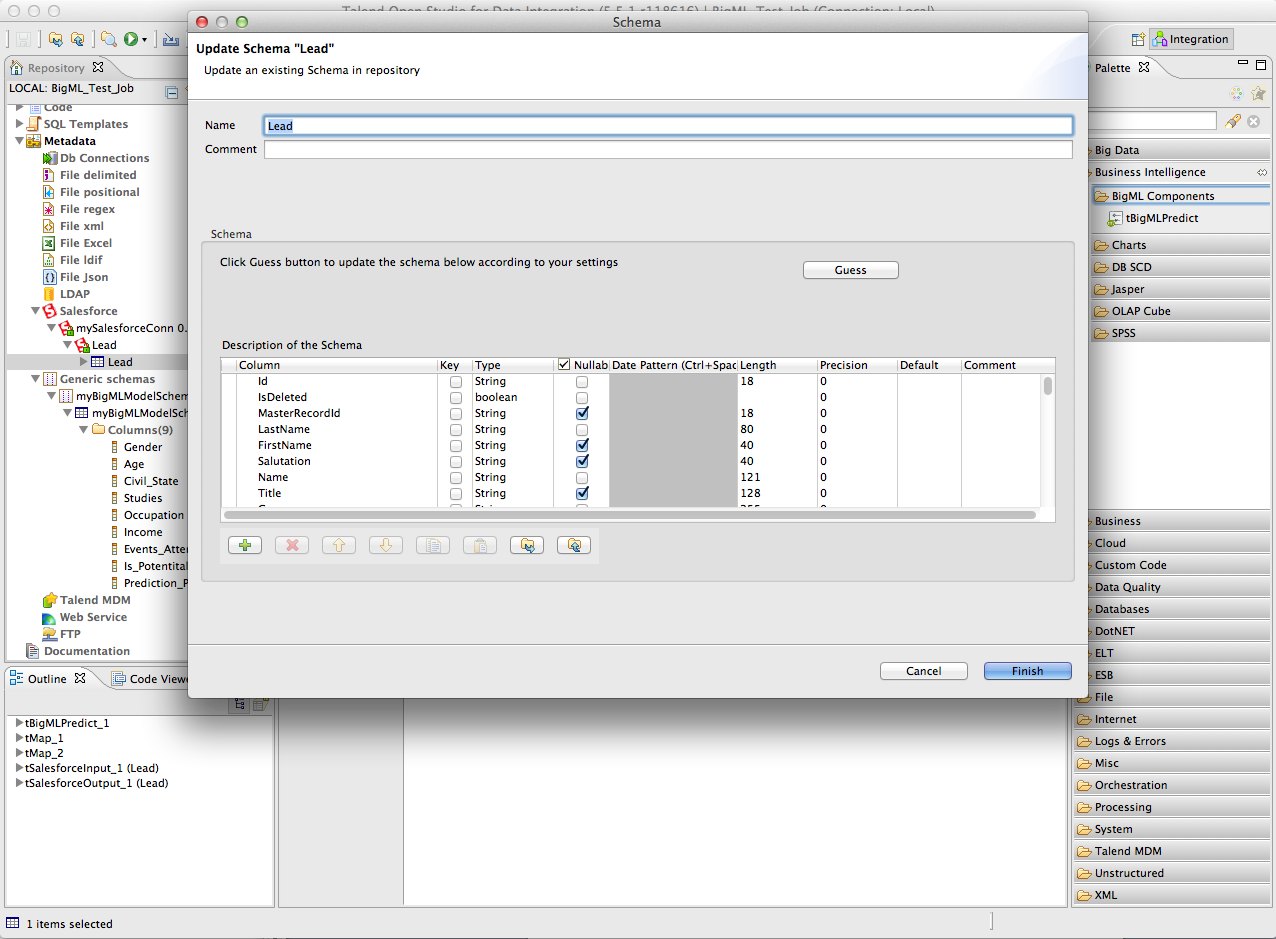 Talend Open Studio for Data Integration (5.5.1.r118616) | BigML_Test_Job (Connection: Local)
Schema
Integration
Repository
LOCAL: BigML_Test_Job
Code
SQL Templates
Metadata
Db Connections
File delimited
File positional
File regex
File xml
File Excel
File ldif
File Json
LDAP
Salesforce
mySalesforceConn 0.
Lead
Lead
Generic schemas
myBigMLModelSchem
myBigMLModelSch
Columns(9)
Gender
Age
Civil_State
Studies
Occupation
Income
Events_Atte
Is_Potentital
Prediction_P
Talend MDM
Web Service
FTP
Documentation
Outline
Code Viewe
tBigMLPredict_1
tMap_1
tMap_2
tSalesforceInput_1 (Lead)
tSalesforceOutput_1 (Lead)
1 items selected
Update Schema "Lead"
Update an existing Schema in repository
Name Lead
Comment
Schema
Click Guess button to update the schema below according to your settings
Guess
Description of the Schema
Column Key Type Nullab Date Pattern (Ctrl+Spac Length Precision Default Comment
Id String 18 0
IsDeleted boolean 0
MasterRecordId String 18 0
LastName String 80 0
FirstName String 40 0
Salutation String 40 0
Name String 121 0
Title String 128 0
Cancel Finish
Palette
Big Data
Business Intelligence
BigML Components
tBigMLPredict
Charts
DB SCD
Jasper
OLAP Cube
SPSS
Business
Cloud
Custom Code
Data Quality
Databases
DotNET
ELT
ESB
File
Internet
Logs & Errors
Misc
Orchestration
Processing
System
Talend MDM
Unstructured
XML